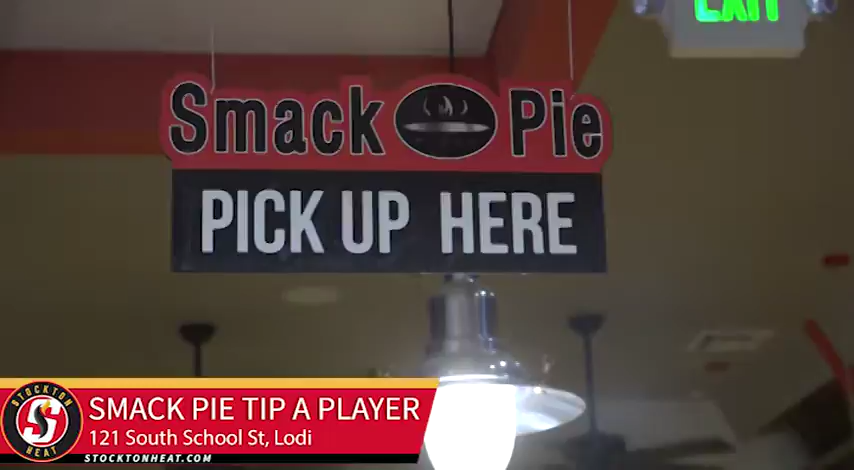 EXIT
Smack Pie
PICK UP HERE
STOCKTON
S
HEAT
SMACK PIE TIP A PLAYER
121 South School St, Lodi
STOCKTONHEAT.COM